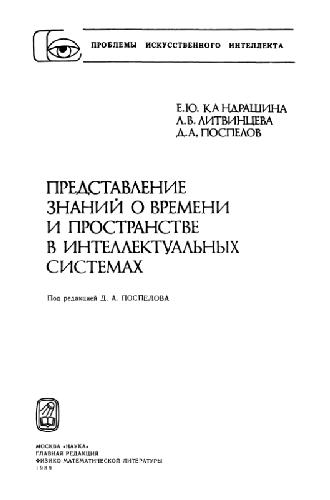 ПРОБЛЕМЫ ИСКУССТВЕННОГО ИНТЕЛЛЕКТА
Е.Ю. КАНДРАШИНА
Л.В. ЛИТВИНЦЕВА
Д.А. ПОСПЕЛОВ
ПРЕДСТАВЛЕНИЕ
ЗНАНИЙ О ВРЕМЕНИ
И ПРОСТРАНСТВЕ
В ИНТЕЛЛЕКТУАЛЬНЫХ
СИСТЕМАХ
Под редакцией Д. А. ПОСПЕЛОВА
МОСКВА «НАУКА»
ГЛАВНАЯ РЕДАКЦИЯ
ФИЗИКО-МАТЕМАТИЧЕСКОЙ ЛИТЕРАТУРЫ
1989